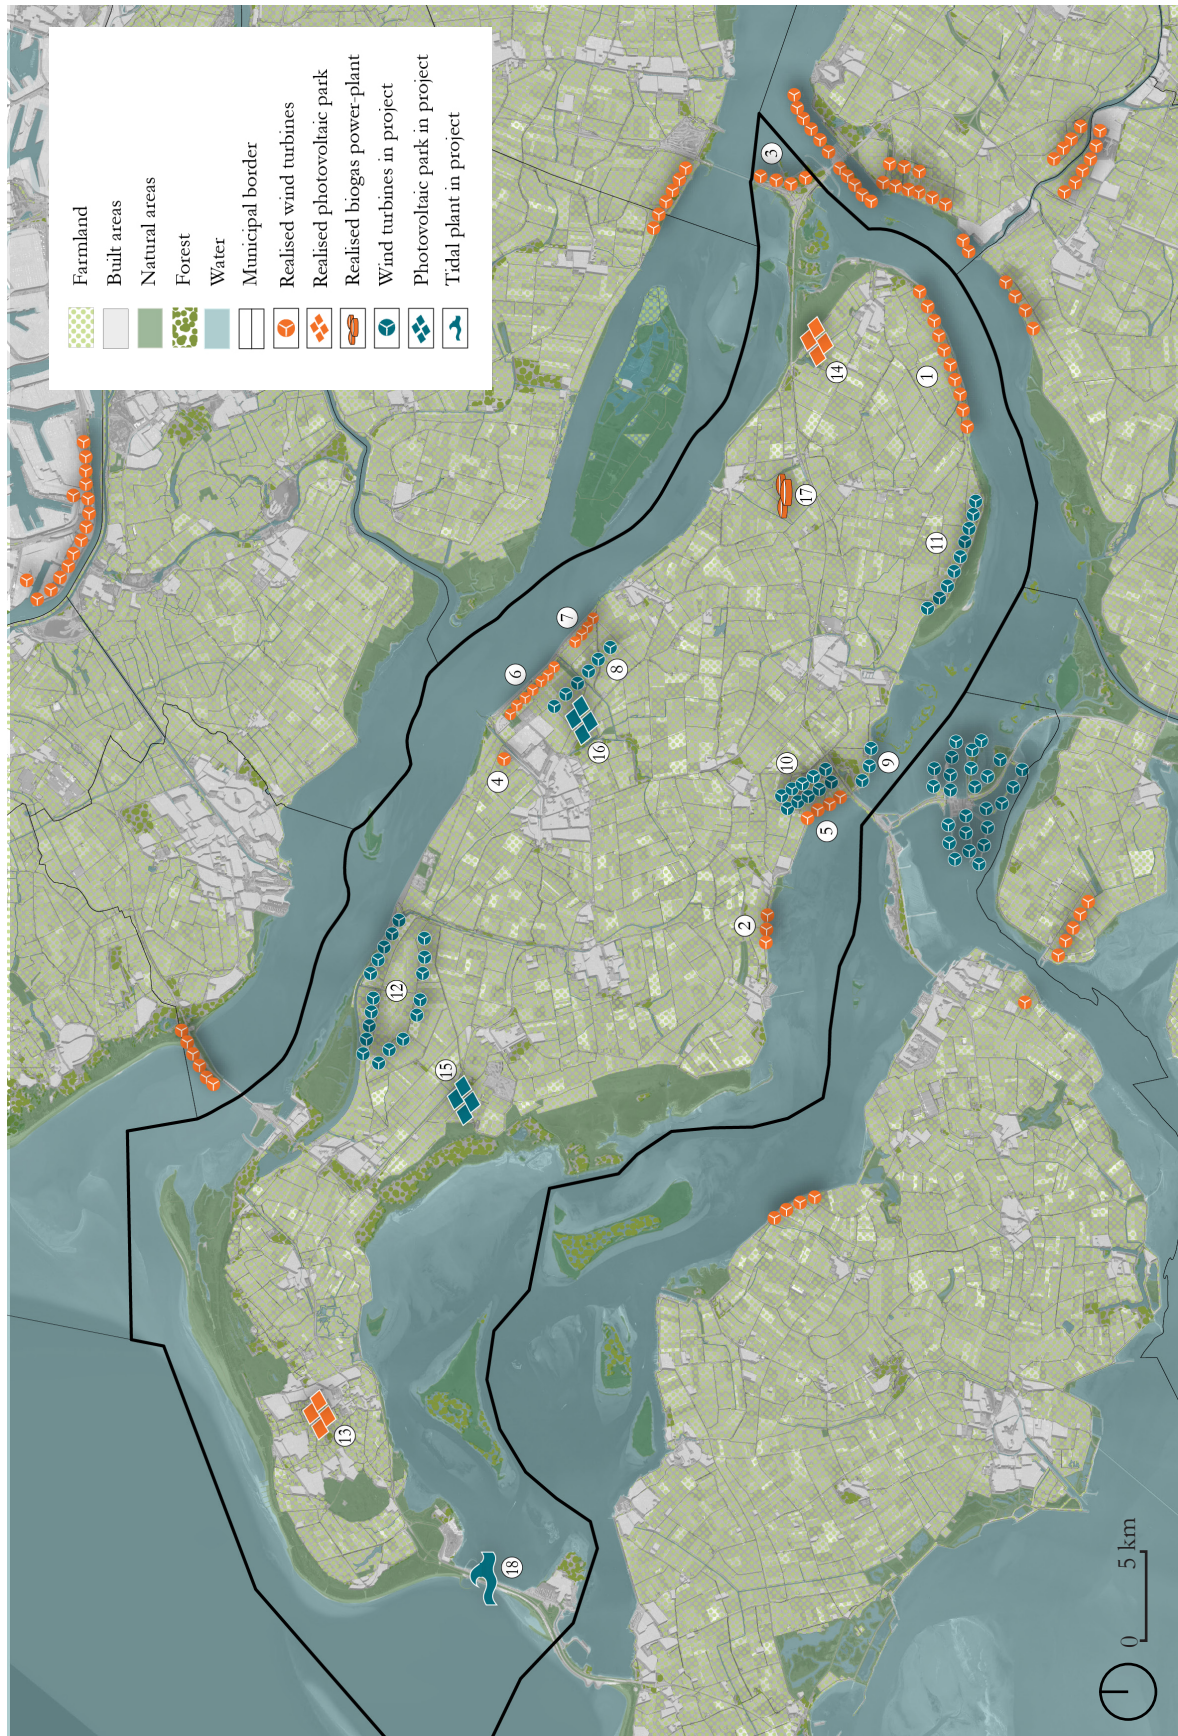 Farmland
Built areas
Natural areas
Forest
Water
Municipal border
Realised wind turbines
Realised photovoltaic park
Realised biogas power-plant
Wind turbines in project
Photovoltaic park in project
Tidal plant in project
13
12
15
4
18
6
7
16
8
2
3
10
17
5
14
9
1
11
0 5 km